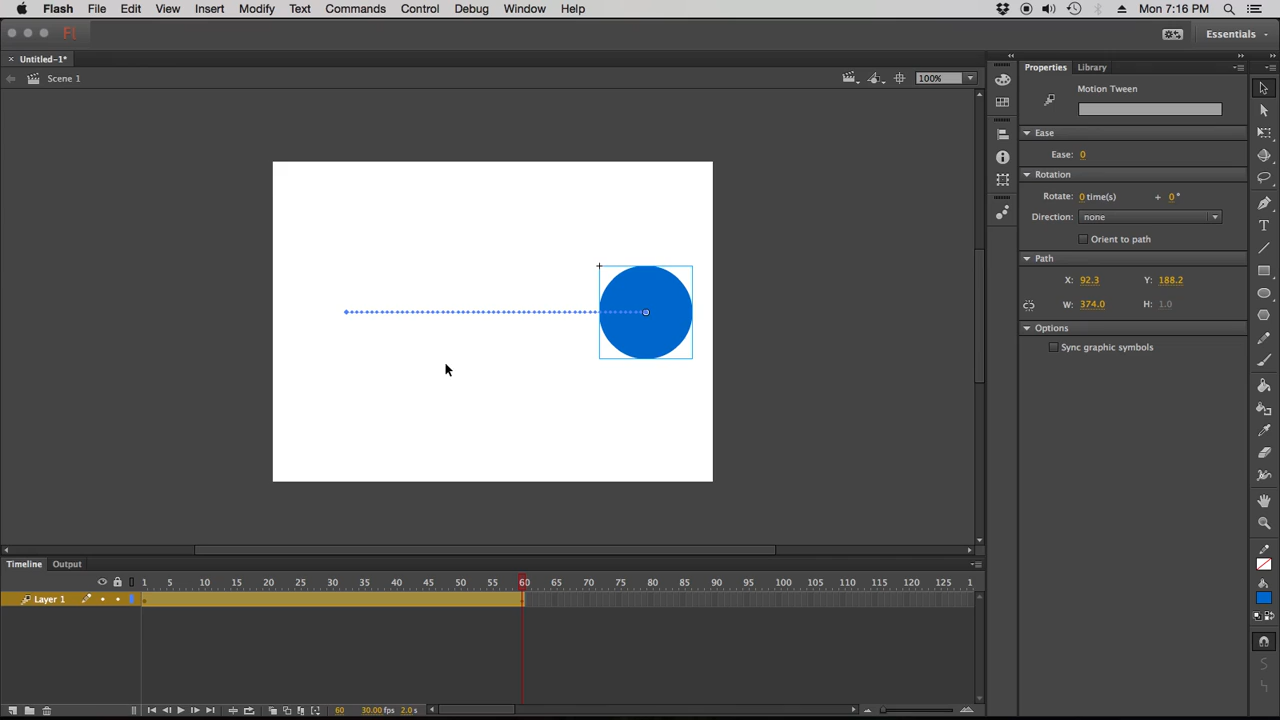 Flash File Edit View Insert Modify Text Commands Control Debug Window Help Mon 7:16 PM
Fl Essentials
Untitled-1*
Scene 1 100%
Properties Library
Motion Tween
Ease
Ease: 0
Rotation
Rotate: 0 time(s) + 0°
Direction: none
Orient to path
Path
X: 92.3 Y: 188.2
W: 374.0 H: 1.0
Options
Sync graphic symbols
Timeline Output
1 5 10 15 20 25 30 35 40 45 50 55 60 65 70 75 80 85 90 95 100 105 110 115 120 125 1
Layer 1
60 30.00 fps 2.0 s